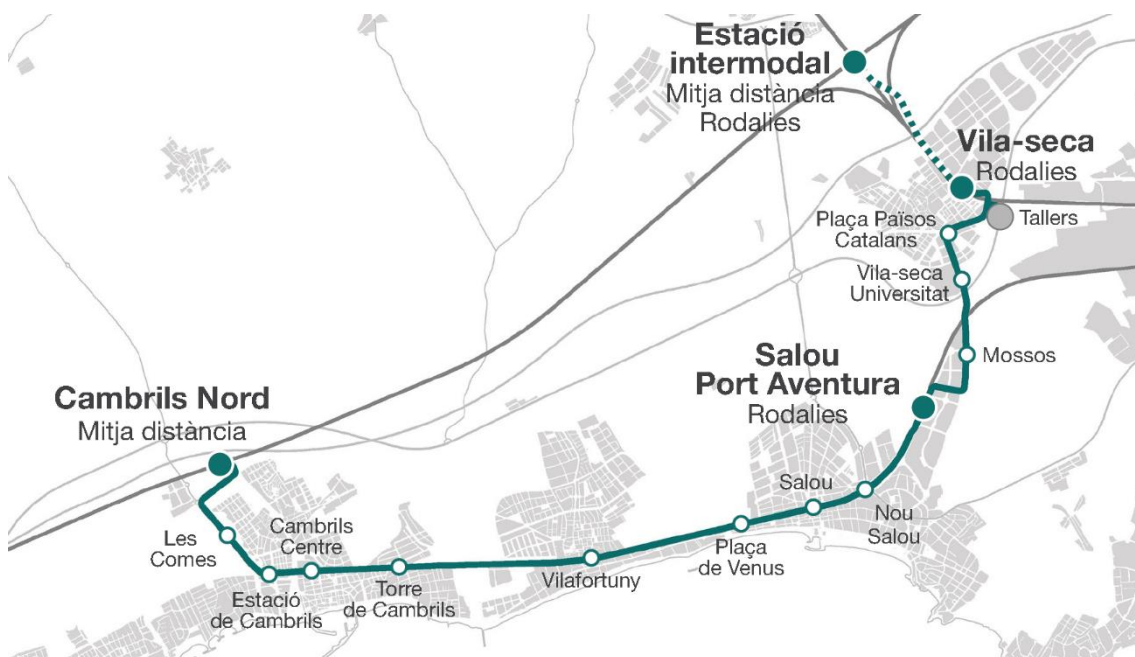 Estació
intermodal
Mitja distància
Rodalies
Vila-seca
Rodalies
Tallers
Plaça Països
Catalans
Vila-seca
Universitat
Mossos
Salou
Port Aventura
Rodalies
Cambrils Nord
Mitja distància
Les
Comes
Cambrils
Centre
Estació
de Cambrils
Torre
de Cambrils
Vilafortuny
Plaça
de Venus
Salou
Nou
Salou